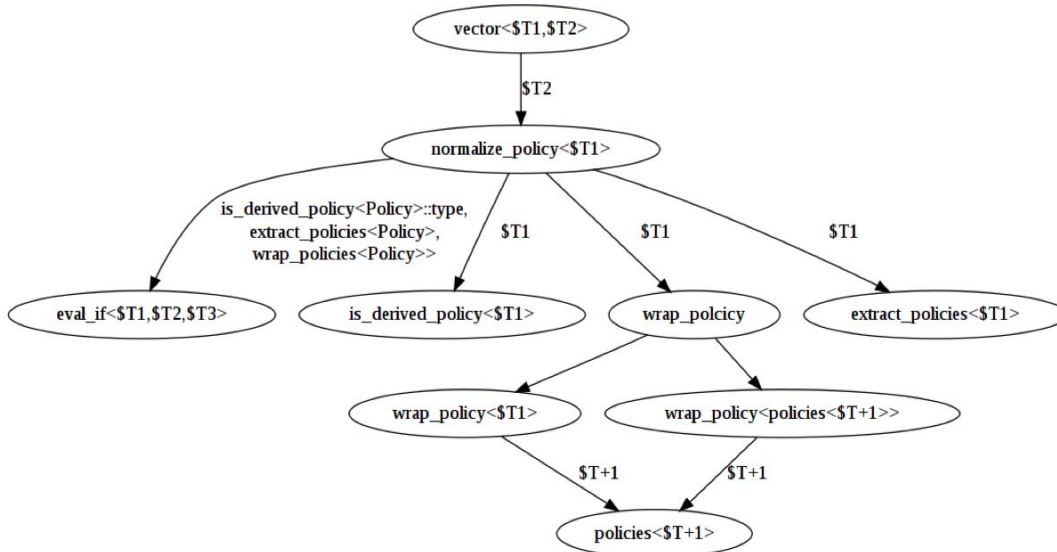 vector<$T1,$T2>
$T2
normalize_policy<$T1>
is_derived_policy<Policy>::type,
extract_policies<Policy>,
wrap_policies<Policy>>
$T1
$T1
$T1
eval_if<$T1,$T2,$T3>
is_derived_policy<$T1>
wrap_polcicy
extract_policies<$T1>
wrap_policy<$T1>
wrap_policy<policies<$T+1>>
$T+1
$T+1
policies<$T+1>